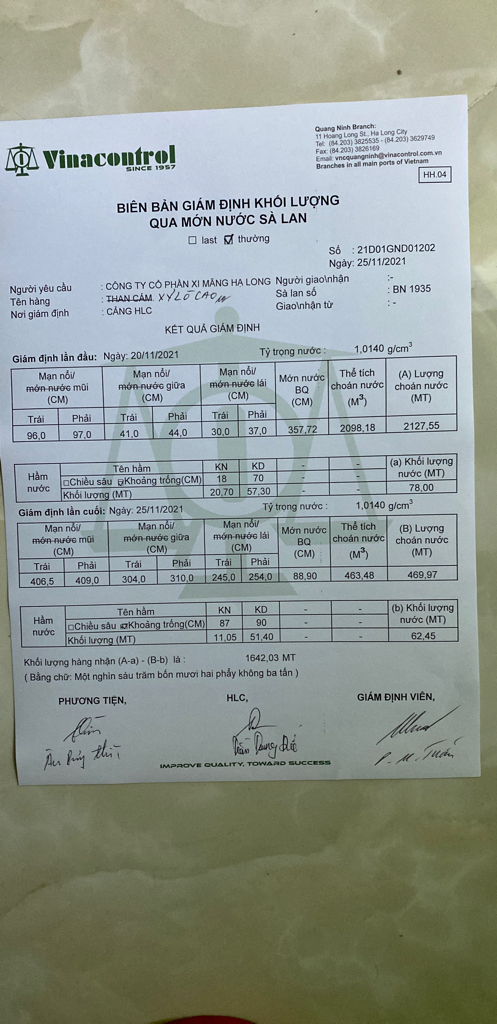 Vinacontrol
SINCE 1957
Quang Ninh Branch:
11 Hoang Long St., Ha Long City
Tel: (84.203) 3825535 - (84.203) 3629749
Fax: (84.203) 3826169
Email: vncquangninh@vinacontrol.com.vn
Branches in all main ports of Vietnam
HH.04
BIÊN BẢN GIÁM ĐỊNH KHỐI LƯỢNG
QUA MỚN NƯỚC SÀ LAN
☐ last ☑ thường
Số : 21D01GND01202
Ngày: 25/11/2021
Người yêu cầu : CÔNG TY CỔ PHẦN XI MĂNG HẠ LONG Người giao\nhận :-
Tên hàng : THAN CÁM XỶ LÒ CAO Sà lan số : BN 1935
Nơi giám định : CẢNG HLC Giao\nhận từ : -
KẾT QUẢ GIÁM ĐỊNH
Giám định lần đầu: Ngày: 20/11/2021 Tỷ trọng nước : 1,0140 g/cm3
Mạn nổi/ mớn nước mũi (CM) Mạn nổi/ mớn nước giữa (CM) Mạn nổi/ mớn nước lái (CM) Mớn nước BQ (CM) Thể tích choán nước (M3) (A) Lượng choán nước (MT)
Trái Phải Trái Phải Trái Phải
96,0 97,0 41,0 44,0 30,0 37,0 357,72 2098,18 2127,55
Hầm nước Tên hầm KN KD - - (a) Khối lượng nước (MT)
☐Chiều sâu ☑Khoảng trống(CM) 18 70 - -
Khối lượng (MT) 20,70 57,30 - - 78,00
Giám định lần cuối: Ngày: 25/11/2021 Tỷ trọng nước : 1,0140 g/cm3
Mạn nổi/ mớn nước mũi (CM) Mạn nổi/ mớn nước giữa (CM) Mạn nổi/ mớn nước lái (CM) Mớn nước BQ (CM) Thể tích choán nước (M3) (B) Lượng choán nước (MT)
Trái Phải Trái Phải Trái Phải
406,5 409,0 304,0 310,0 245,0 254,0 88,90 463,48 469,97
Hầm nước Tên hầm KN KD - - (b) Khối lượng nước (MT)
☐Chiều sâu ☑Khoảng trống(CM) 87 90 - -
Khối lượng (MT) 11,05 51,40 - - 62,45
Khối lượng hàng nhận (A-a) - (B-b) là : 1642,03 MT
( Bằng chữ: Một nghìn sáu trăm bốn mươi hai phẩy không ba tấn )
PHƯƠNG TIỆN, HLC, GIÁM ĐỊNH VIÊN,
P. M. Tuấn
IMPROVE QUALITY, TOWARD SUCCESS